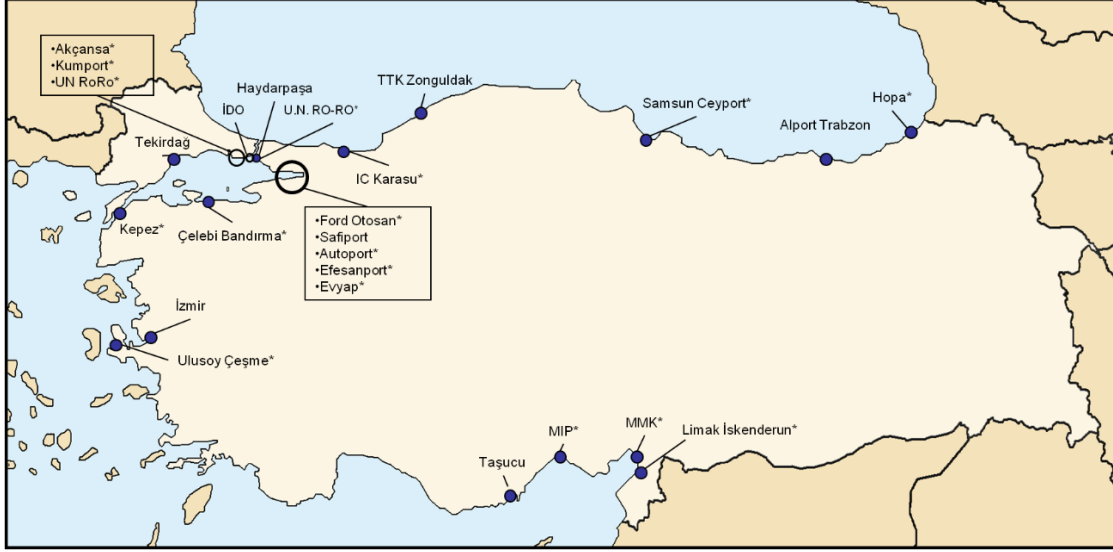 •Akçansa*
•Kumport*
•UN RoRo*
Haydarpaşa
İDO
U.N. RO-RO*
TTK Zonguldak
Samsun Ceyport*
Hopa*
Alport Trabzon
Tekirdağ
IC Karasu*
Kepez*
Çelebi Bandırma*
•Ford Otosan*
•Safiport
•Autoport*
•Efesanport*
•Evyap*
İzmir
Ulusoy Çeşme*
MIP*
MMK*
Limak İskenderun*
Taşucu